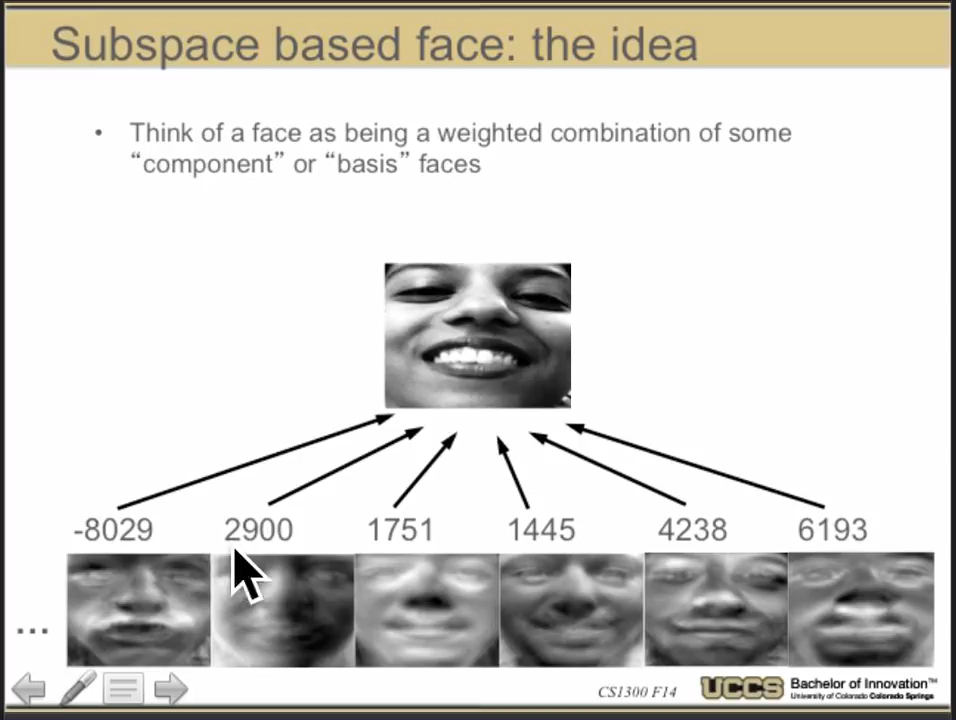 Subspace based face: the idea
• Think of a face as being a weighted combination of some
“component” or “basis” faces
-8029 2900 1751 1445 4238 6193
...
CS1300 F14
UCCS Bachelor of Innovation™
University of Colorado Colorado Springs